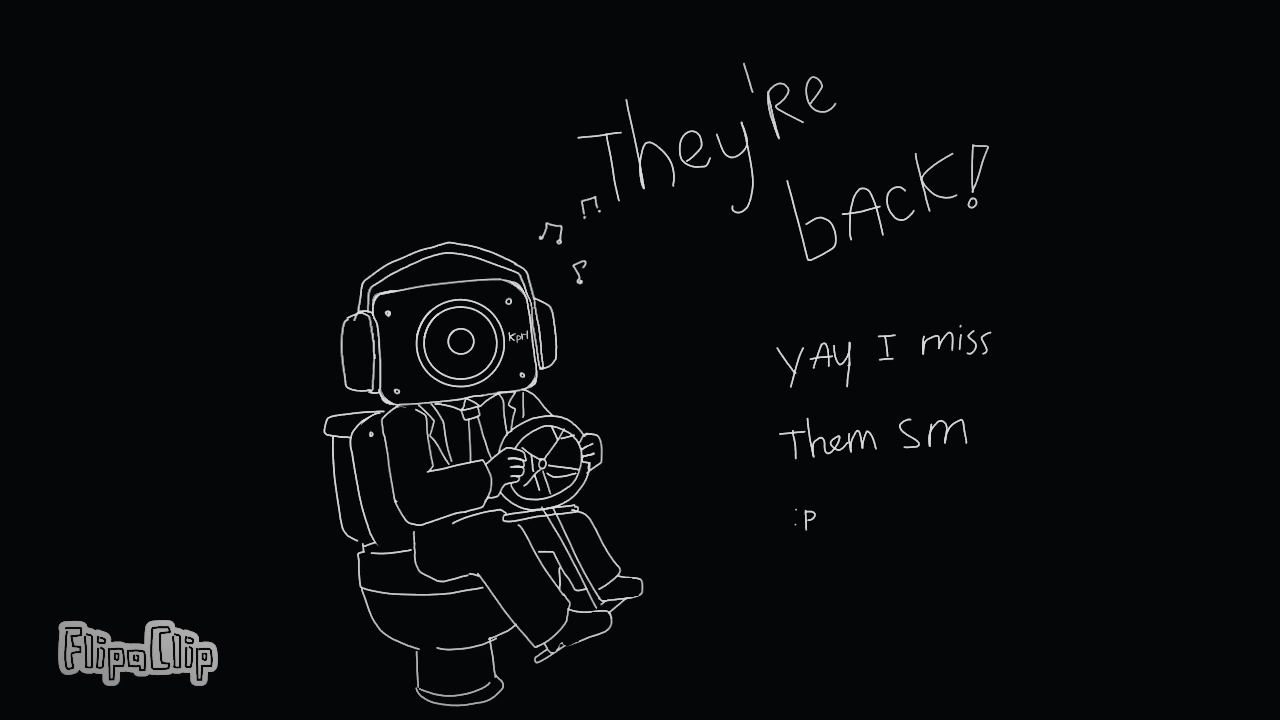 They're
bACK!
KpH
YAY I miss
Them SM
:P
FlipaClip